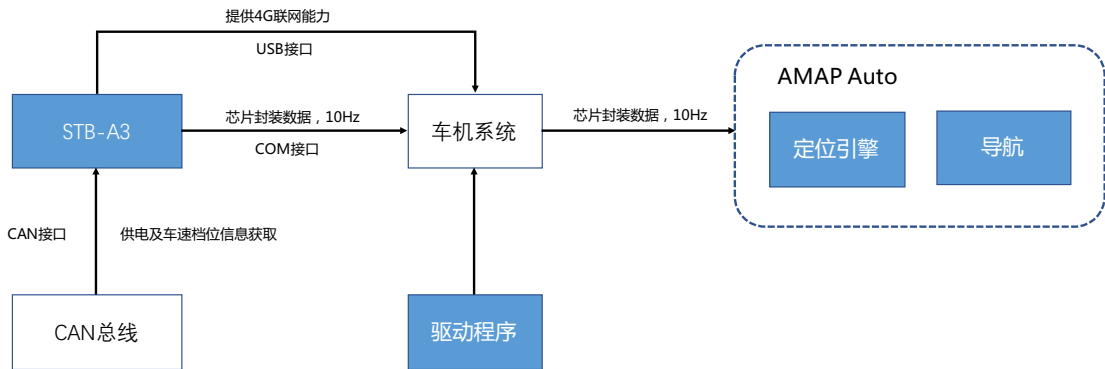 提供4G联网能力
USB接口
AMAP Auto
STB-A3
芯片封装数据，10Hz
COM接口
车机系统
芯片封装数据，10Hz
定位引擎
导航
CAN接口
供电及车速档位信息获取
CAN总线
驱动程序